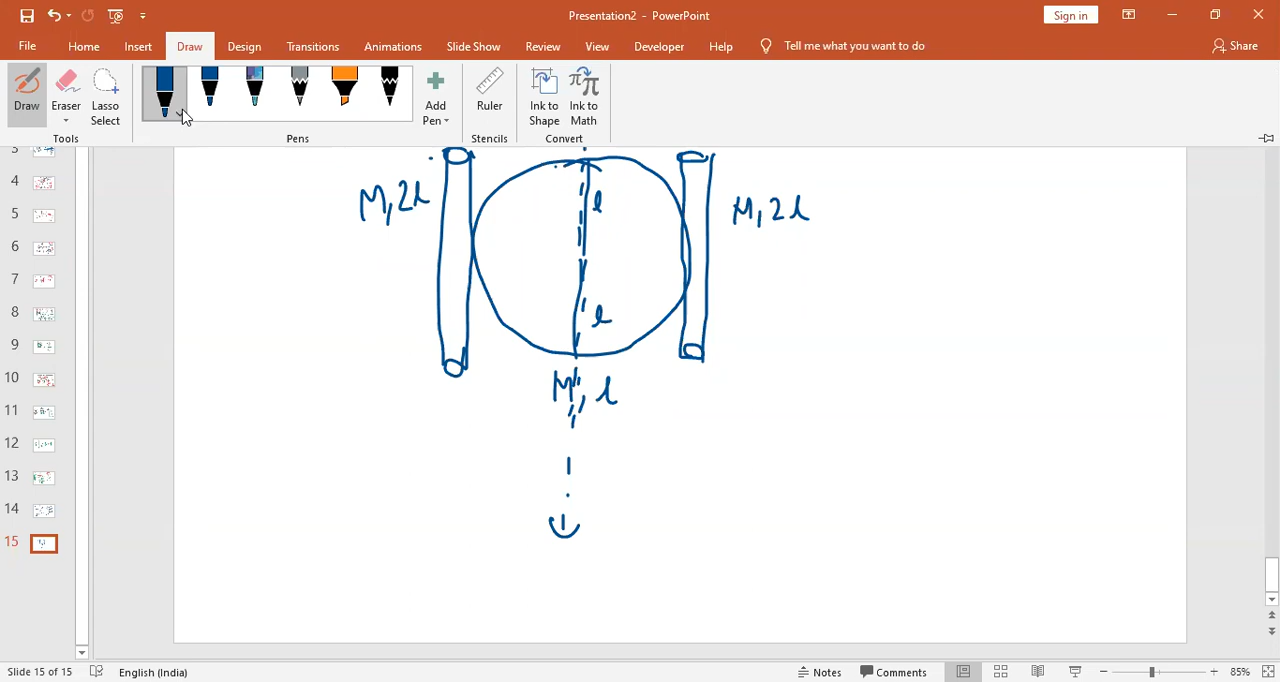 Presentation2 - PowerPoint
Sign in
File Home Insert Draw Design Transitions Animations Slide Show Review View Developer Help Tell me what you want to do Share
Draw Eraser Lasso Select Add Pen Ruler Ink to Shape Ink to Math
Tools Pens Stencils Convert
3
4
5
6
7
8
9
10
11
12
13
14
15
M, 2l
l
M, 2l
l
M, l
Slide 15 of 15 English (India) Notes Comments 85%